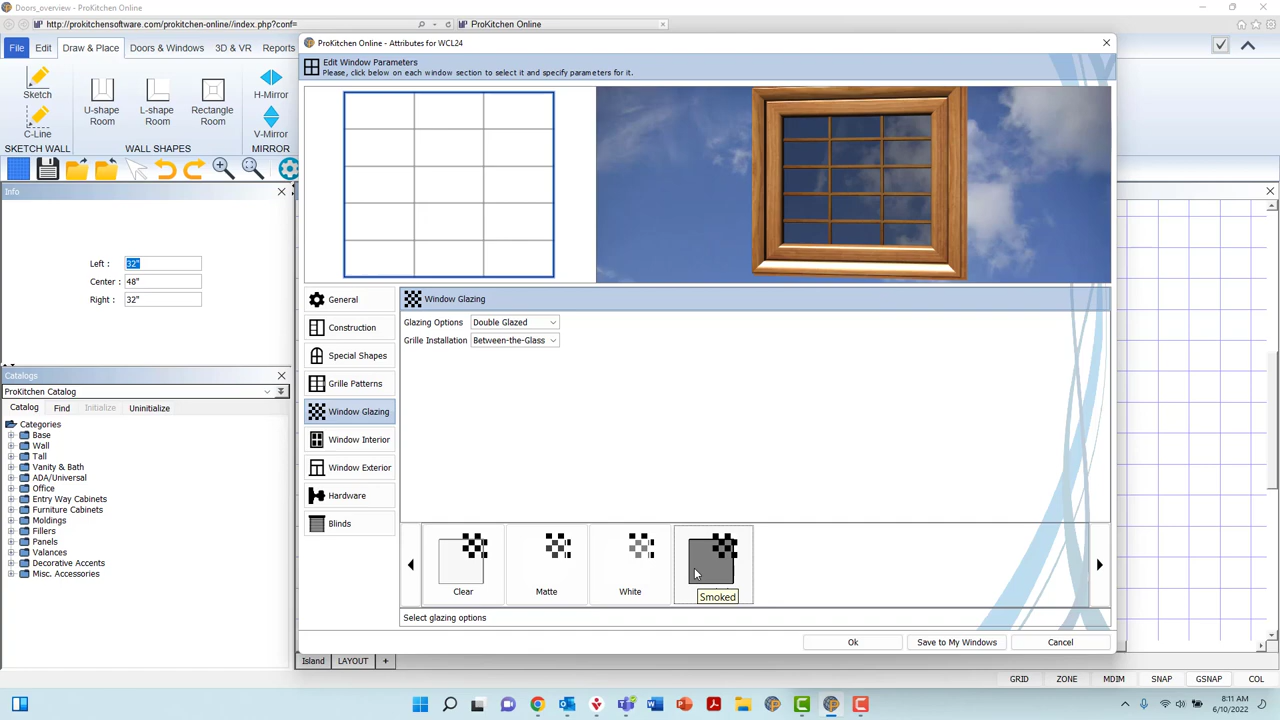 Doors_overview
http://prokitchensoftware.com/prokitchen-online//index.php?conf=
ProKitchen Online
File
Edit
Draw & Place
Doors & Windows
3D & VR
Reports
Sketch
C-Line
SKETCH WALL
U-shape
Room
L-shape
Room
Rectangle
Room
WALL SHAPES
H-Mirror
V-Mirror
MIRROR
Info
Left :
32"
Center :
48"
Right :
32"
Catalogs
ProKitchen Catalog
Catalog
Find
Initialize
Uninitialize
Categories
Base
Wall
Tall
Vanity & Bath
ADA/Universal
Office
Entry Way Cabinets
Furniture Cabinets
Moldings
Fillers
Panels
Valances
Decorative Accents
Misc. Accessories
ProKitchen Online - Attributes for WCL24
Edit Window Parameters
Please, click below on each window section to select it and specify parameters for it.
General
Construction
Special Shapes
Grille Patterns
Window Glazing
Window Interior
Window Exterior
Hardware
Blinds
Window Glazing
Glazing Options
Double Glazed
Grille Installation
Between-the-Glass
Clear
Matte
White
Smoked
Select glazing options
Ok
Save to My Windows
Cancel
Island
LAYOUT
+
GRID
ZONE
MDIM
SNAP
GSNAP
COL
8:11 AM
6/10/2022